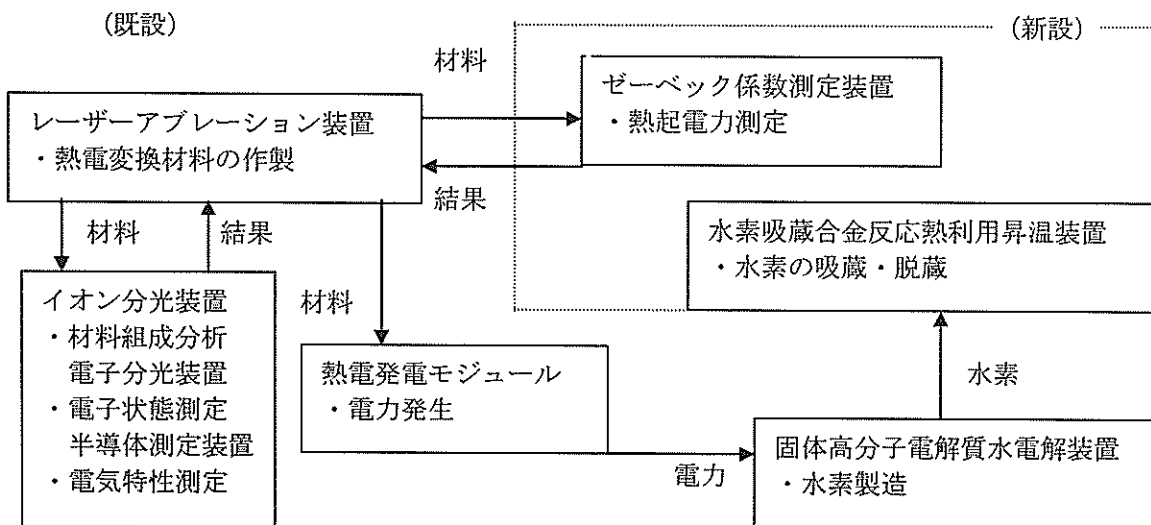 (既設)
(新設)
材料
ゼーベック係数測定装置
・熱起電力測定
レーザーアブレーション装置
・熱電変換材料の作製
結果
材料
結果
水素吸蔵合金反応熱利用昇温装置
・水素の吸蔵・脱蔵
イオン分光装置
・材料組成分析
電子分光装置
・電子状態測定
半導体測定装置
・電気特性測定
材料
熱電発電モジュール
・電力発生
水素
電力
固体高分子電解質水電解装置
・水素製造